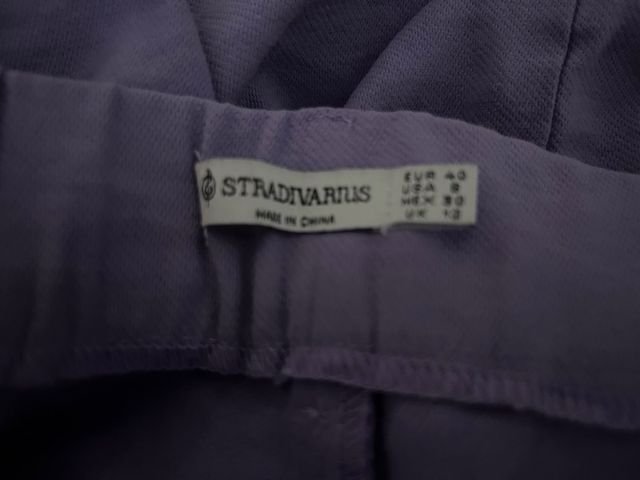 STRADIVARIUS
MADE IN CHINA
EUR 40
USA 8
MEX 30
UK 12